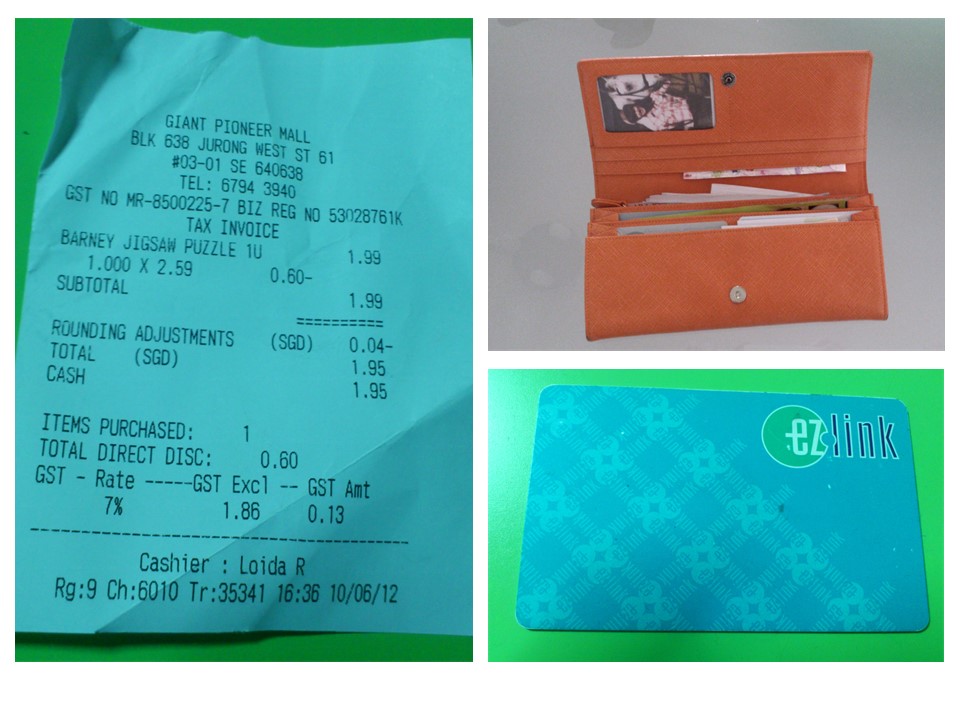 GIANT PIONEER MALL
BLK 638 JURONG WEST ST 61
#03-01 SE 640638
TEL: 6794 3940
GST NO MR-8500225-7 BIZ REG NO 53028761K
TAX INVOICE
BARNEY JIGSAW PUZZLE 1U 1.99
1.000 X 2.59 0.60-
SUBTOTAL 1.99
==========
ROUNDING ADJUSTMENTS (SGD) 0.04-
TOTAL (SGD) 1.95
CASH 1.95
ITEMS PURCHASED: 1
TOTAL DIRECT DISC: 0.60
GST - Rate -----GST Excl -- GST Amt
7% 1.86 0.13
Cashier : Loida R
Rg:9 Ch:6010 Tr:35341 16:36 10/06/12
ez link